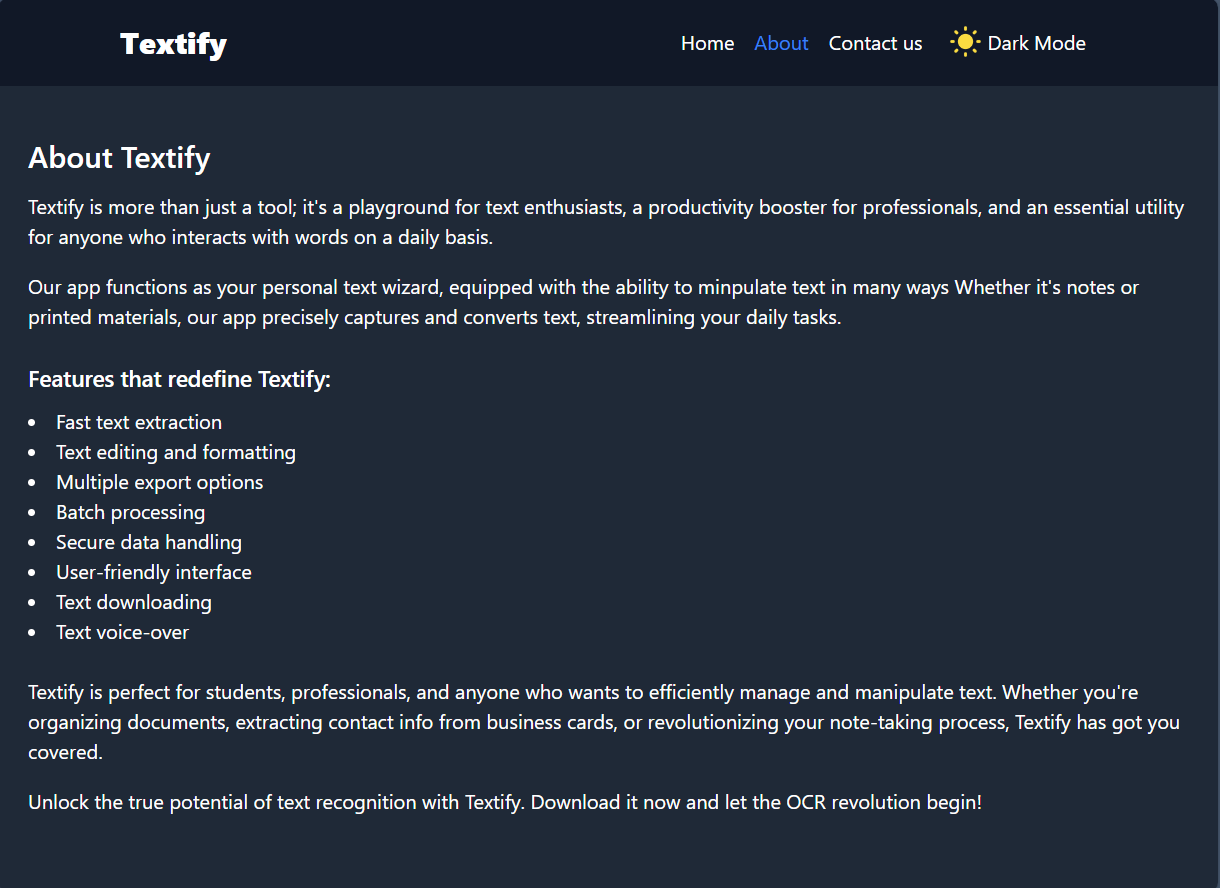 Textify
Home About Contact us Dark Mode
About Textify
Textify is more than just a tool; it's a playground for text enthusiasts, a productivity booster for professionals, and an essential utility
for anyone who interacts with words on a daily basis.
Our app functions as your personal text wizard, equipped with the ability to minpulate text in many ways Whether it's notes or
printed materials, our app precisely captures and converts text, streamlining your daily tasks.
Features that redefine Textify:
• Fast text extraction
• Text editing and formatting
• Multiple export options
• Batch processing
• Secure data handling
• User-friendly interface
• Text downloading
• Text voice-over
Textify is perfect for students, professionals, and anyone who wants to efficiently manage and manipulate text. Whether you're
organizing documents, extracting contact info from business cards, or revolutionizing your note-taking process, Textify has got you
covered.
Unlock the true potential of text recognition with Textify. Download it now and let the OCR revolution begin!